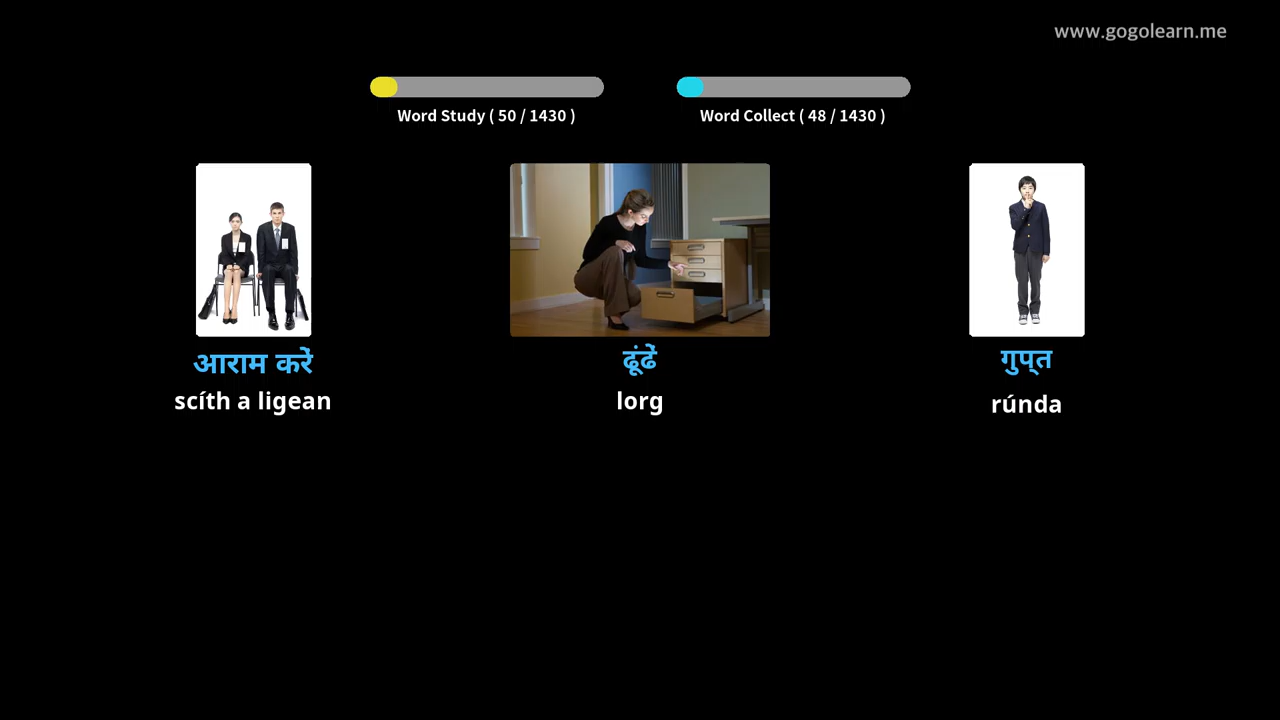 www.gogolearn.me
Word Study ( 50 / 1430 )
Word Collect ( 48 / 1430 )
आराम करें
ढूंढें
गुप्त
scíth a ligean
lorg
rúnda